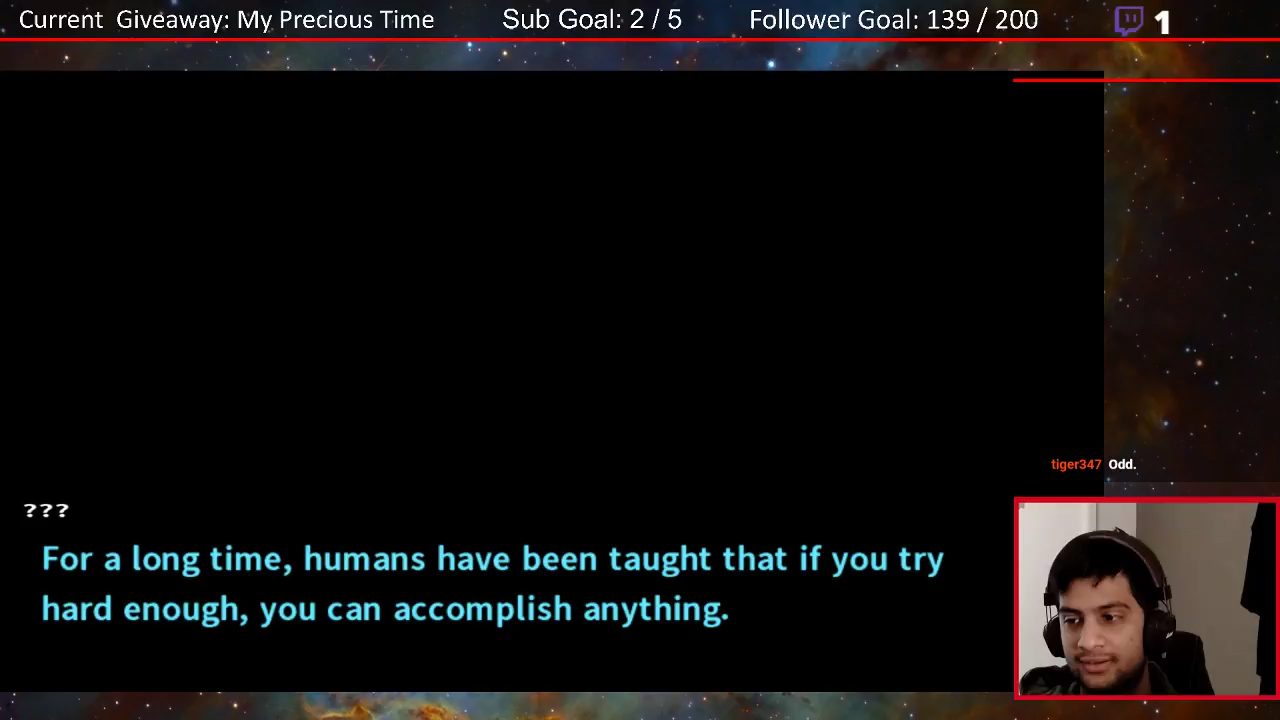 Current  Giveaway: My Precious Time
Sub Goal: 2 / 5
Follower Goal: 139 / 200
1
tiger347 Odd.
???
For a long time, humans have been taught that if you try
hard enough, you can accomplish anything.